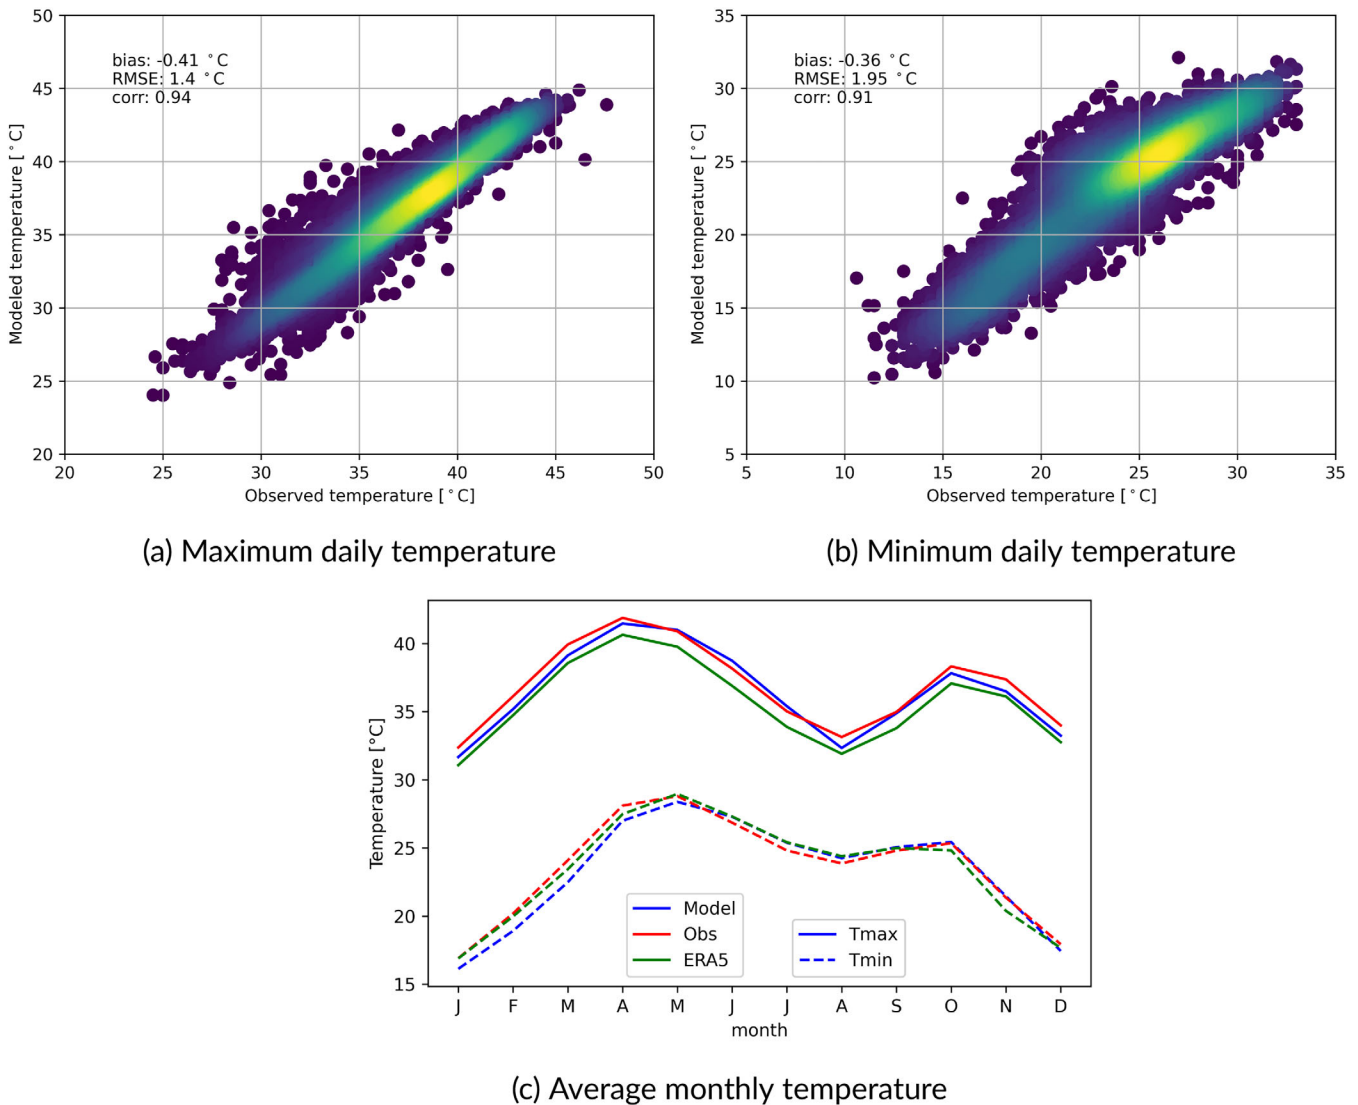 50
45
40
35
30
25
20
20
25
30
35
40
45
50
Modeled temperature [°C]
Observed temperature [°C]
bias: -0.41 °C
RMSE: 1.4 °C
corr: 0.94
(a) Maximum daily temperature
35
30
25
20
15
10
5
5
10
15
20
25
30
35
Modeled temperature [°C]
Observed temperature [°C]
bias: -0.36 °C
RMSE: 1.95 °C
corr: 0.91
(b) Minimum daily temperature
40
35
30
25
20
15
Temperature [°C]
Model
Obs
ERA5
Tmax
Tmin
J F M A M J J A S O N D
month
(c) Average monthly temperature